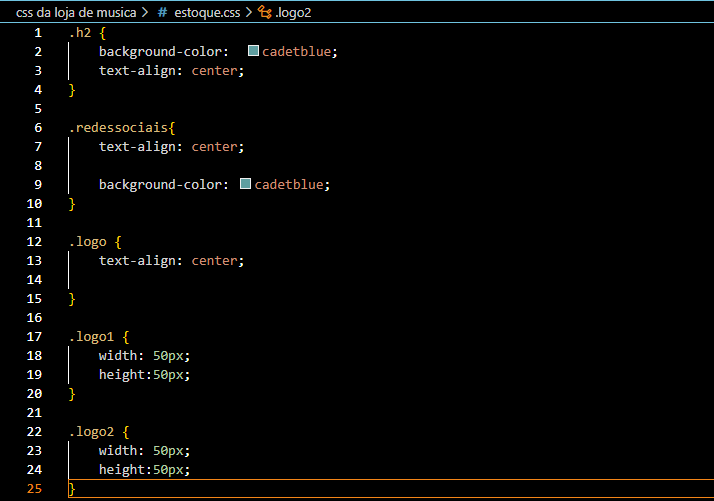 css da loja de musica > # estoque.css > .logo2
1 .h2 {
2     background-color:  cadetblue;
3     text-align: center;
4 }
5
6 .redessociais{
7     text-align: center;
8
9     background-color: cadetblue;
10 }
11
12 .logo {
13     text-align: center;
14
15 }
16
17 .logo1 {
18     width: 50px;
19     height:50px;
20 }
21
22 .logo2 {
23     width: 50px;
24     height:50px;
25 }